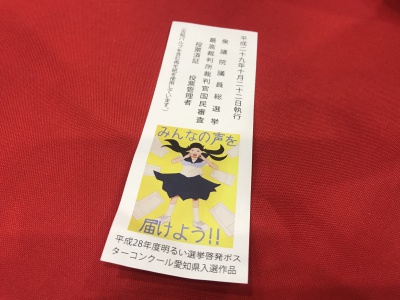 平成二十九年十月二十二日執行
衆議院議員総選挙
最高裁判所裁判官国民審査
投票済証　投票管理者
みんなの声を
届けよう!!
平成28年度明るい選挙啓発ポス
ターコンクール愛知県入選作品